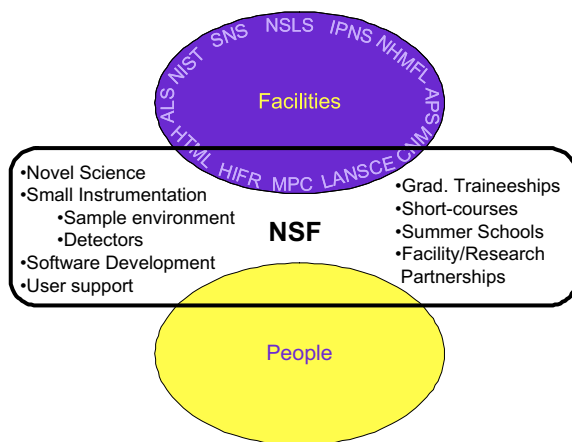 ALS NIST SNS NSLS IPNS NHMFL APS
Facilities
HTML HIFR MPC LANSCE CNM
•Novel Science
•Small Instrumentation
•Sample environment
•Detectors
•Software Development
•User support
NSF
•Grad. Traineeships
•Short-courses
•Summer Schools
•Facility/Research
Partnerships
People